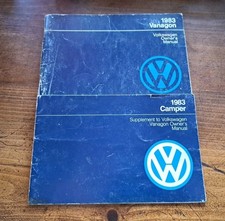 1983
Vanagon
Volkswagen
Owner's
Manual
1983
Camper
Supplement to Volkswagen
Vanagon Owner's
Manual